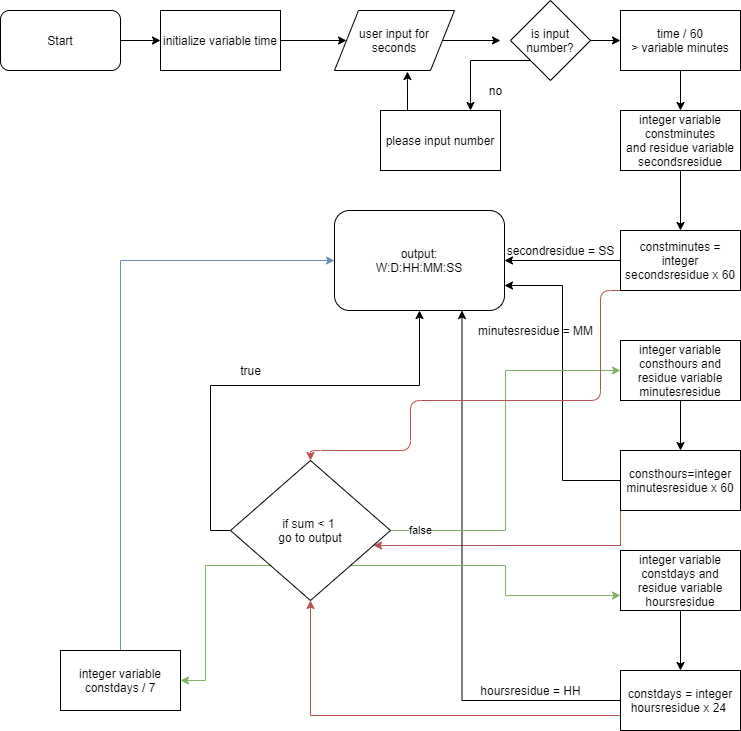 Start
initialize variable time
user input for
seconds
is input
number?
time / 60
> variable minutes
no
please input number
integer variable
constminutes
and residue variable
secondsresidue
output:
W:D:HH:MM:SS
secondresidue = SS
constminutes =
integer
secondsresidue x 60
minutesresidue = MM
true
integer variable
consthours and
residue variable
minutesresidue
consthours=integer
minutesresidue x 60
if sum < 1
go to output
false
integer variable
constdays and
residue variable
hoursresidue
integer variable
constdays / 7
hoursresidue = HH
constdays = integer
hoursresidue x 24